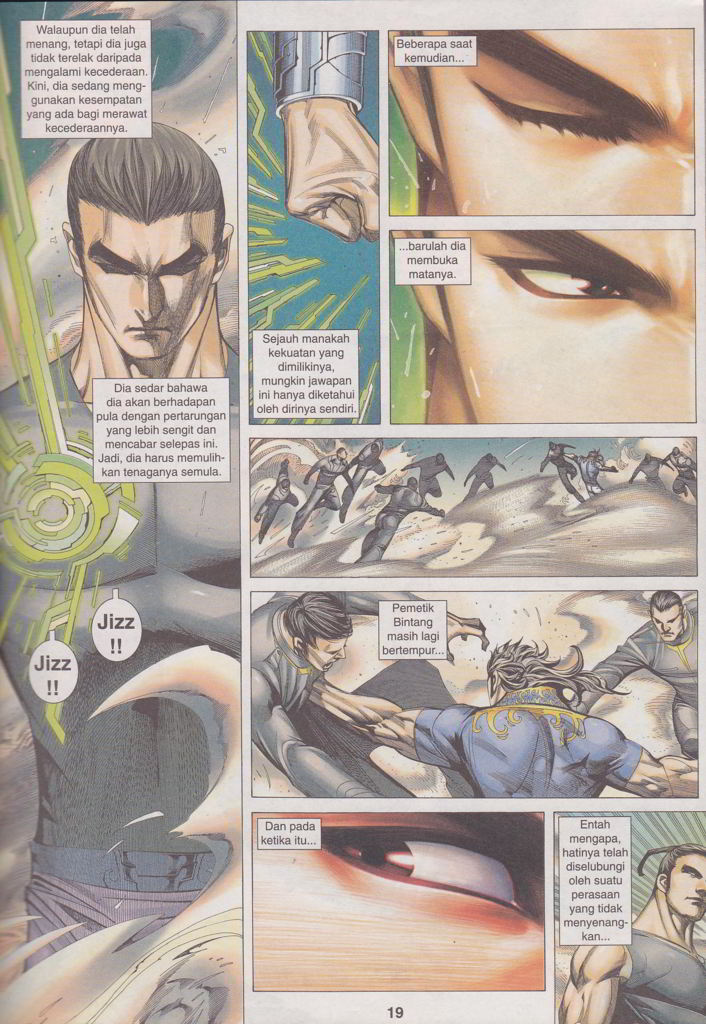 Walaupun dia telah
menang, tetapi dia juga
tidak terelak daripada
mengalami kecederaan.
Kini, dia sedang meng-
gunakan kesempatan
yang ada bagi merawat
kecederaannya.
Dia sedar bahawa
dia akan berhadapan
pula dengan pertarungan
yang lebih sengit dan
mencabar selepas ini.
Jadi, dia harus memulih-
kan tenaganya semula.
Jizz
!!
Jizz
!!
Sejauh manakah
kekuatan yang
dimilikinya,
mungkin jawapan
ini hanya diketahui
oleh dirinya sendiri.
Beberapa saat
kemudian...
...barulah dia
membuka
matanya.
Pemetik
Bintang
masih lagi
bertempur...
Dan pada
ketika itu...
Entah
mengapa,
hatinya telah
diselubungi
oleh suatu
perasaan
yang tidak
menyenang-
kan...
19